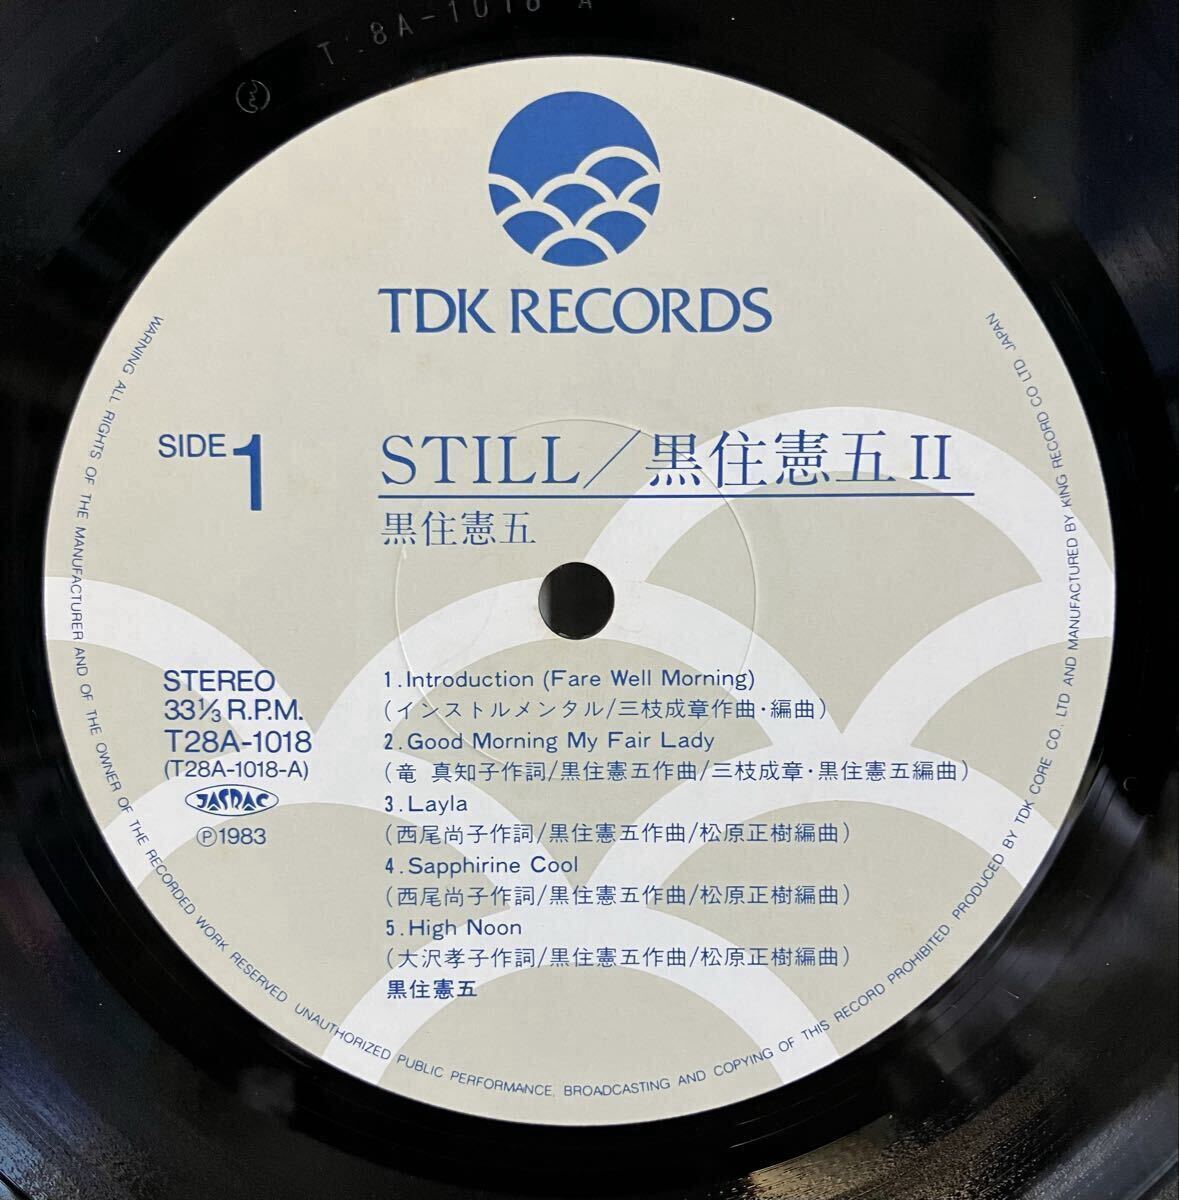 T28A-1018 A
TDK RECORDS
SIDE 1
STILL／黒住憲五II
黒住憲五
STEREO
33⅓ R.P.M.
T28A-1018
(T28A-1018-A)
JASRAC
Ⓟ1983
1.Introduction (Fare Well Morning)
(インストルメンタル/三枝成章作曲・編曲)
2.Good Morning My Fair Lady
(竜 真知子作詞/黒住憲五作曲/三枝成章・黒住憲五編曲)
3.Layla
(西尾尚子作詞/黒住憲五作曲/松原正樹編曲)
4.Sapphirine Cool
(西尾尚子作詞/黒住憲五作曲/松原正樹編曲)
5.High Noon
(大沢孝子作詞/黒住憲五作曲/松原正樹編曲)
黒住憲五
WARNING ALL RIGHTS OF THE MANUFACTURER AND OF THE OWNER OF THE RECORDED WORK RESERVED. UNAUTHORIZED PUBLIC PERFORMANCE, BROADCASTING AND COPYING OF THIS RECORD PROHIBITED. PRODUCED BY TDK CORE CO., LTD AND MANUFACTURED BY KING RECORD CO LTD JAPAN